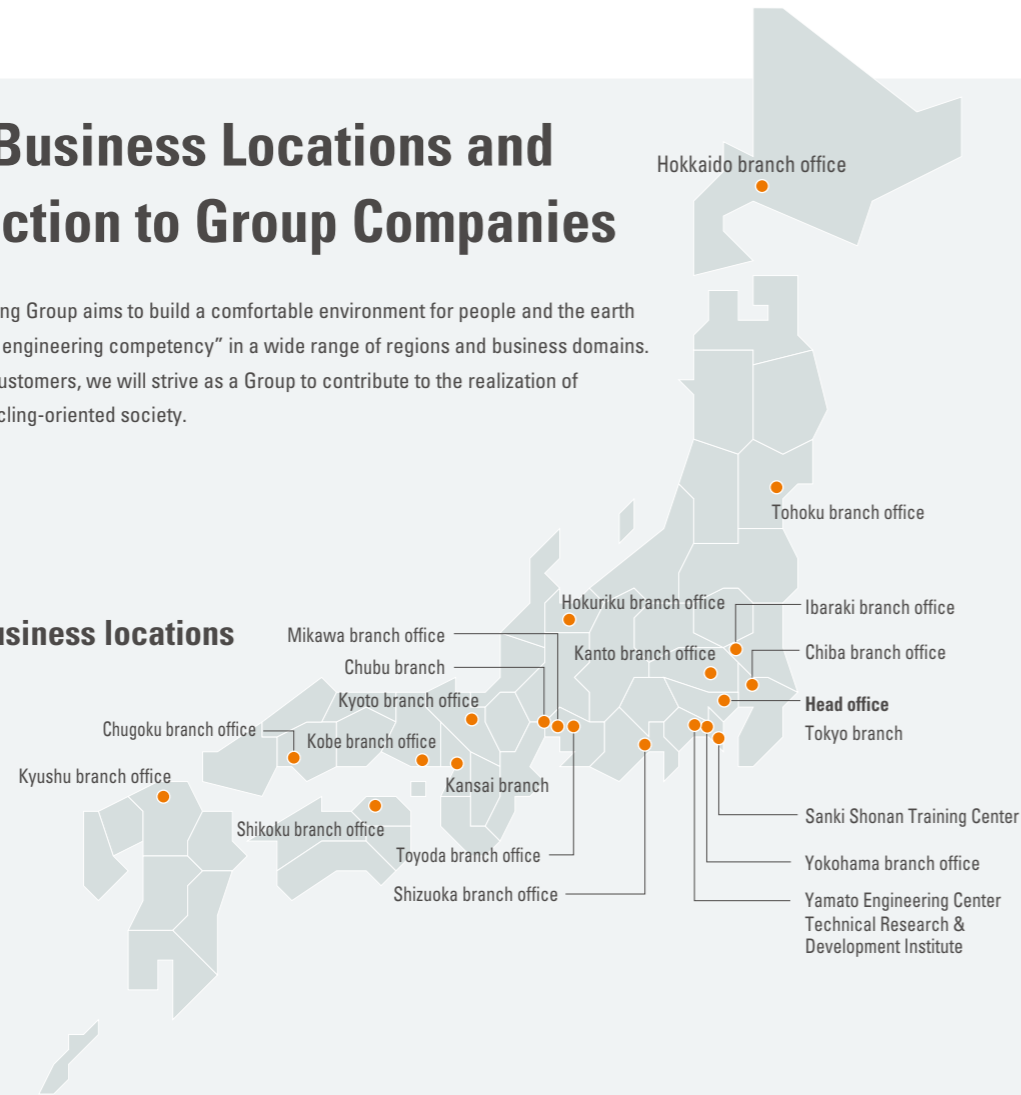 Business Locations and
ction to Group Companies
ng Group aims to build a comfortable environment for people and the earth
engineering competency” in a wide range of regions and business domains.
ustomers, we will strive as a Group to contribute to the realization of
cling-oriented society.
usiness locations
Hokkaido branch office
Tohoku branch office
Hokuriku branch office
Ibaraki branch office
Mikawa branch office
Kanto branch office
Chiba branch office
Chubu branch
Kyoto branch office
Head office
Tokyo branch
Chugoku branch office
Kobe branch office
Kyushu branch office
Kansai branch
Shikoku branch office
Sanki Shonan Training Center
Toyoda branch office
Yokohama branch office
Shizuoka branch office
Yamato Engineering Center
Technical Research &
Development Institute